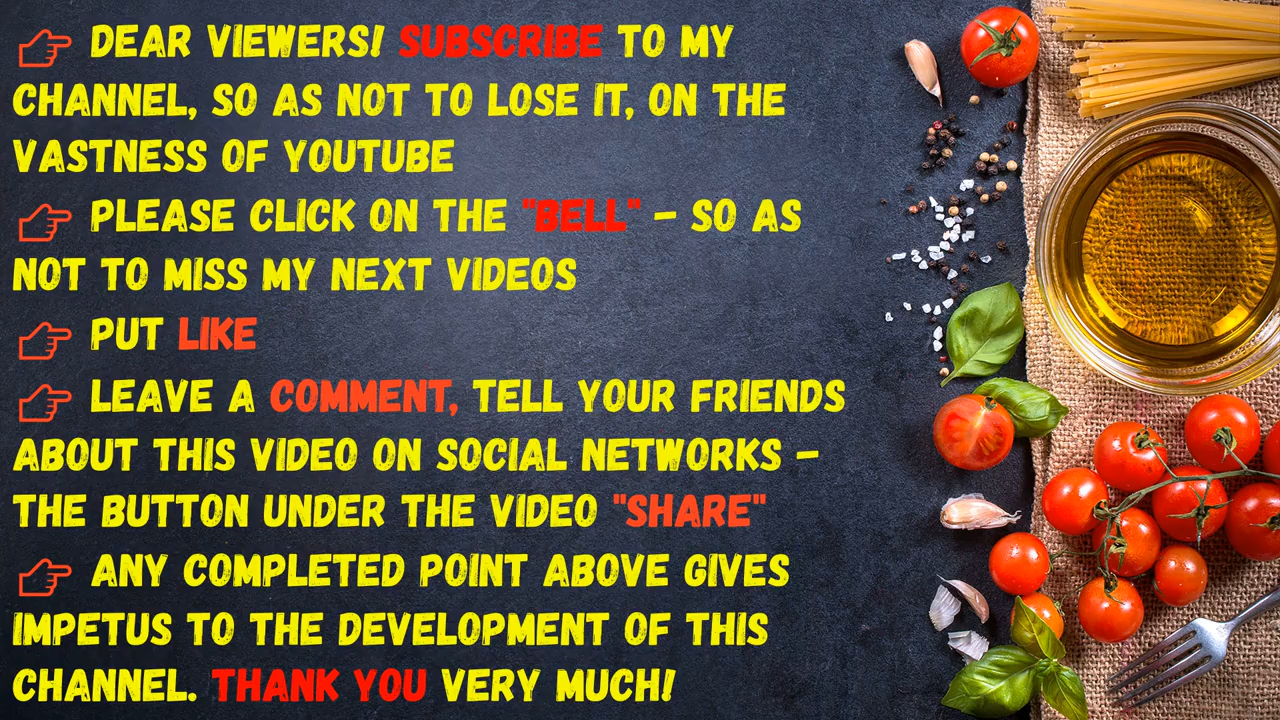 DEAR VIEWERS! SUBSCRIBE TO MY
CHANNEL, SO AS NOT TO LOSE IT, ON THE
VASTNESS OF YOUTUBE
PLEASE CLICK ON THE "BELL" - SO AS
NOT TO MISS MY NEXT VIDEOS
PUT LIKE
LEAVE A COMMENT, TELL YOUR FRIENDS
ABOUT THIS VIDEO ON SOCIAL NETWORKS -
THE BUTTON UNDER THE VIDEO "SHARE"
ANY COMPLETED POINT ABOVE GIVES
IMPETUS TO THE DEVELOPMENT OF THIS
CHANNEL. THANK YOU VERY MUCH!